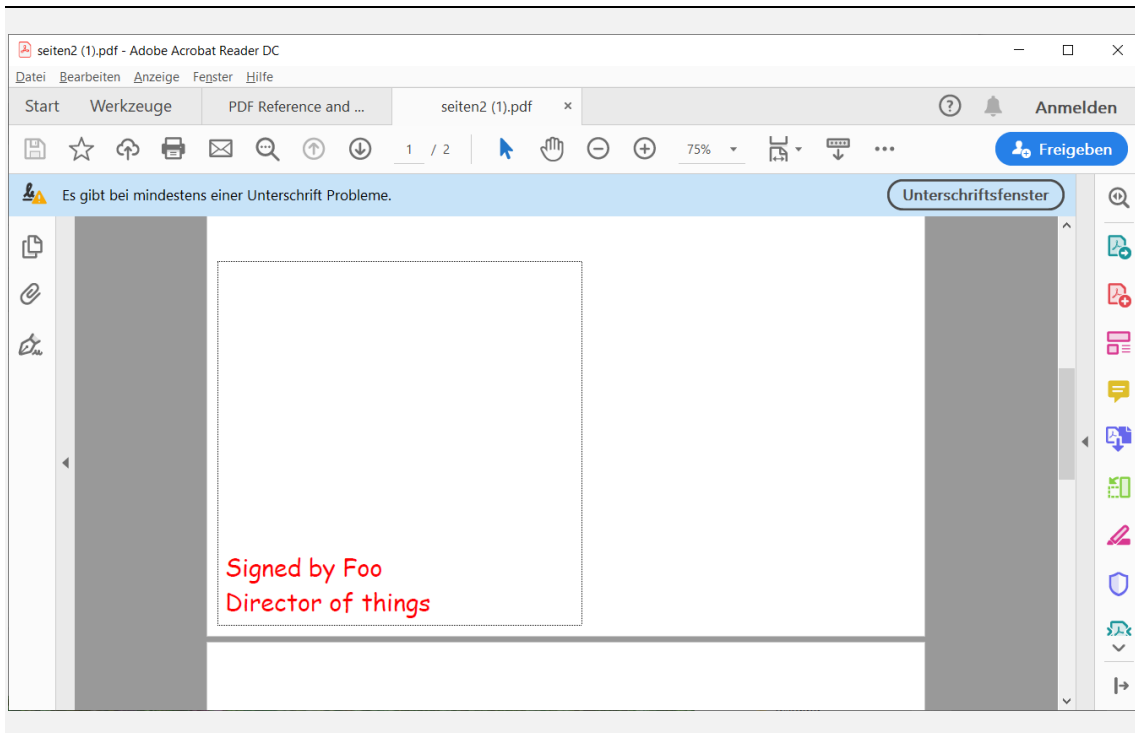 seiten2 (1).pdf - Adobe Acrobat Reader DC
Datei Bearbeiten Anzeige Fenster Hilfe
Start Werkzeuge PDF Reference and ... seiten2 (1).pdf × Anmelden
1 / 2 75% Freigeben
Es gibt bei mindestens einer Unterschrift Probleme. Unterschriftsfenster
Signed by Foo
Director of things